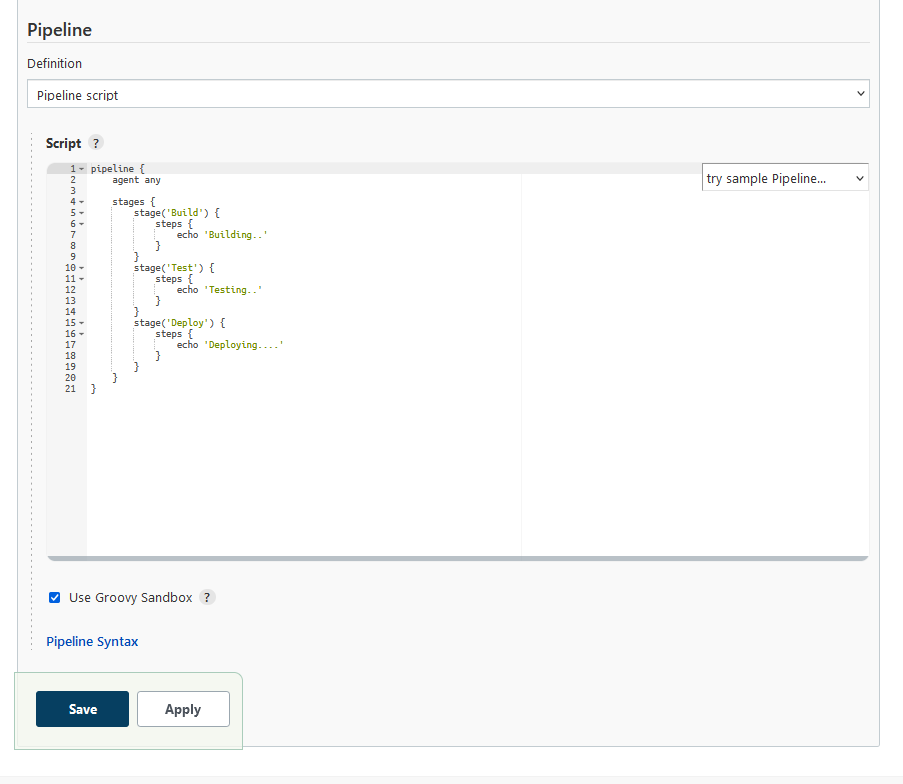 Pipeline
Definition
Pipeline script
Script ?
try sample Pipeline...
1 pipeline {
2     agent any
3
4     stages {
5         stage('Build') {
6             steps {
7                 echo 'Building..'
8             }
9         }
10         stage('Test') {
11             steps {
12                 echo 'Testing..'
13             }
14         }
15         stage('Deploy') {
16             steps {
17                 echo 'Deploying....'
18             }
19         }
20     }
21 }
Use Groovy Sandbox ?
Pipeline Syntax
Save Apply